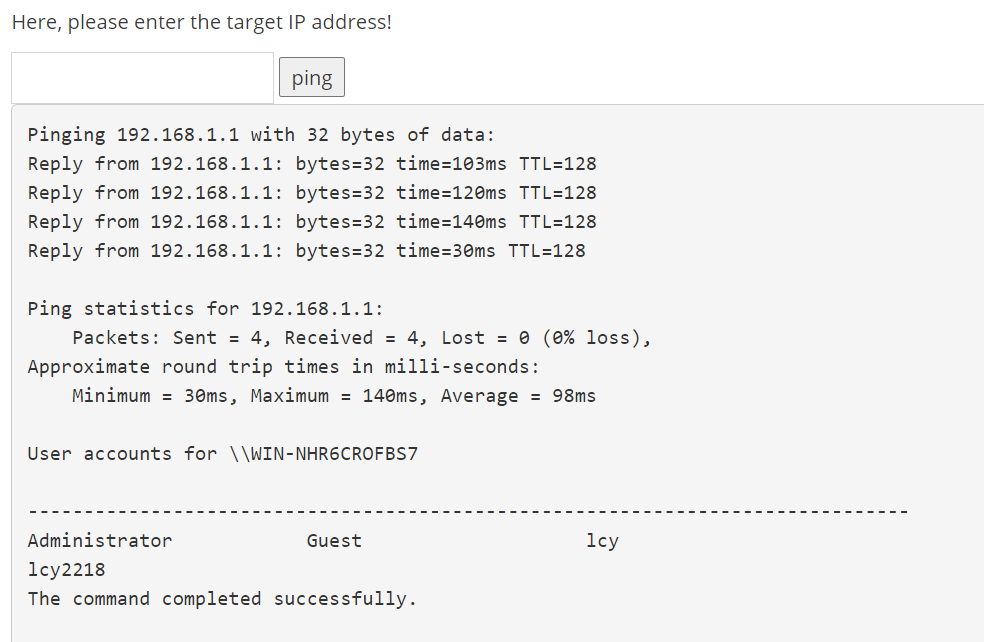 Here, please enter the target IP address!
ping
Pinging 192.168.1.1 with 32 bytes of data:
Reply from 192.168.1.1: bytes=32 time=103ms TTL=128
Reply from 192.168.1.1: bytes=32 time=120ms TTL=128
Reply from 192.168.1.1: bytes=32 time=140ms TTL=128
Reply from 192.168.1.1: bytes=32 time=30ms TTL=128
Ping statistics for 192.168.1.1:
    Packets: Sent = 4, Received = 4, Lost = 0 (0% loss),
Approximate round trip times in milli-seconds:
    Minimum = 30ms, Maximum = 140ms, Average = 98ms
User accounts for \\WIN-NHR6CROFBS7
-------------------------------------------------------------------------------
Administrator            Guest                    lcy
lcy2218
The command completed successfully.